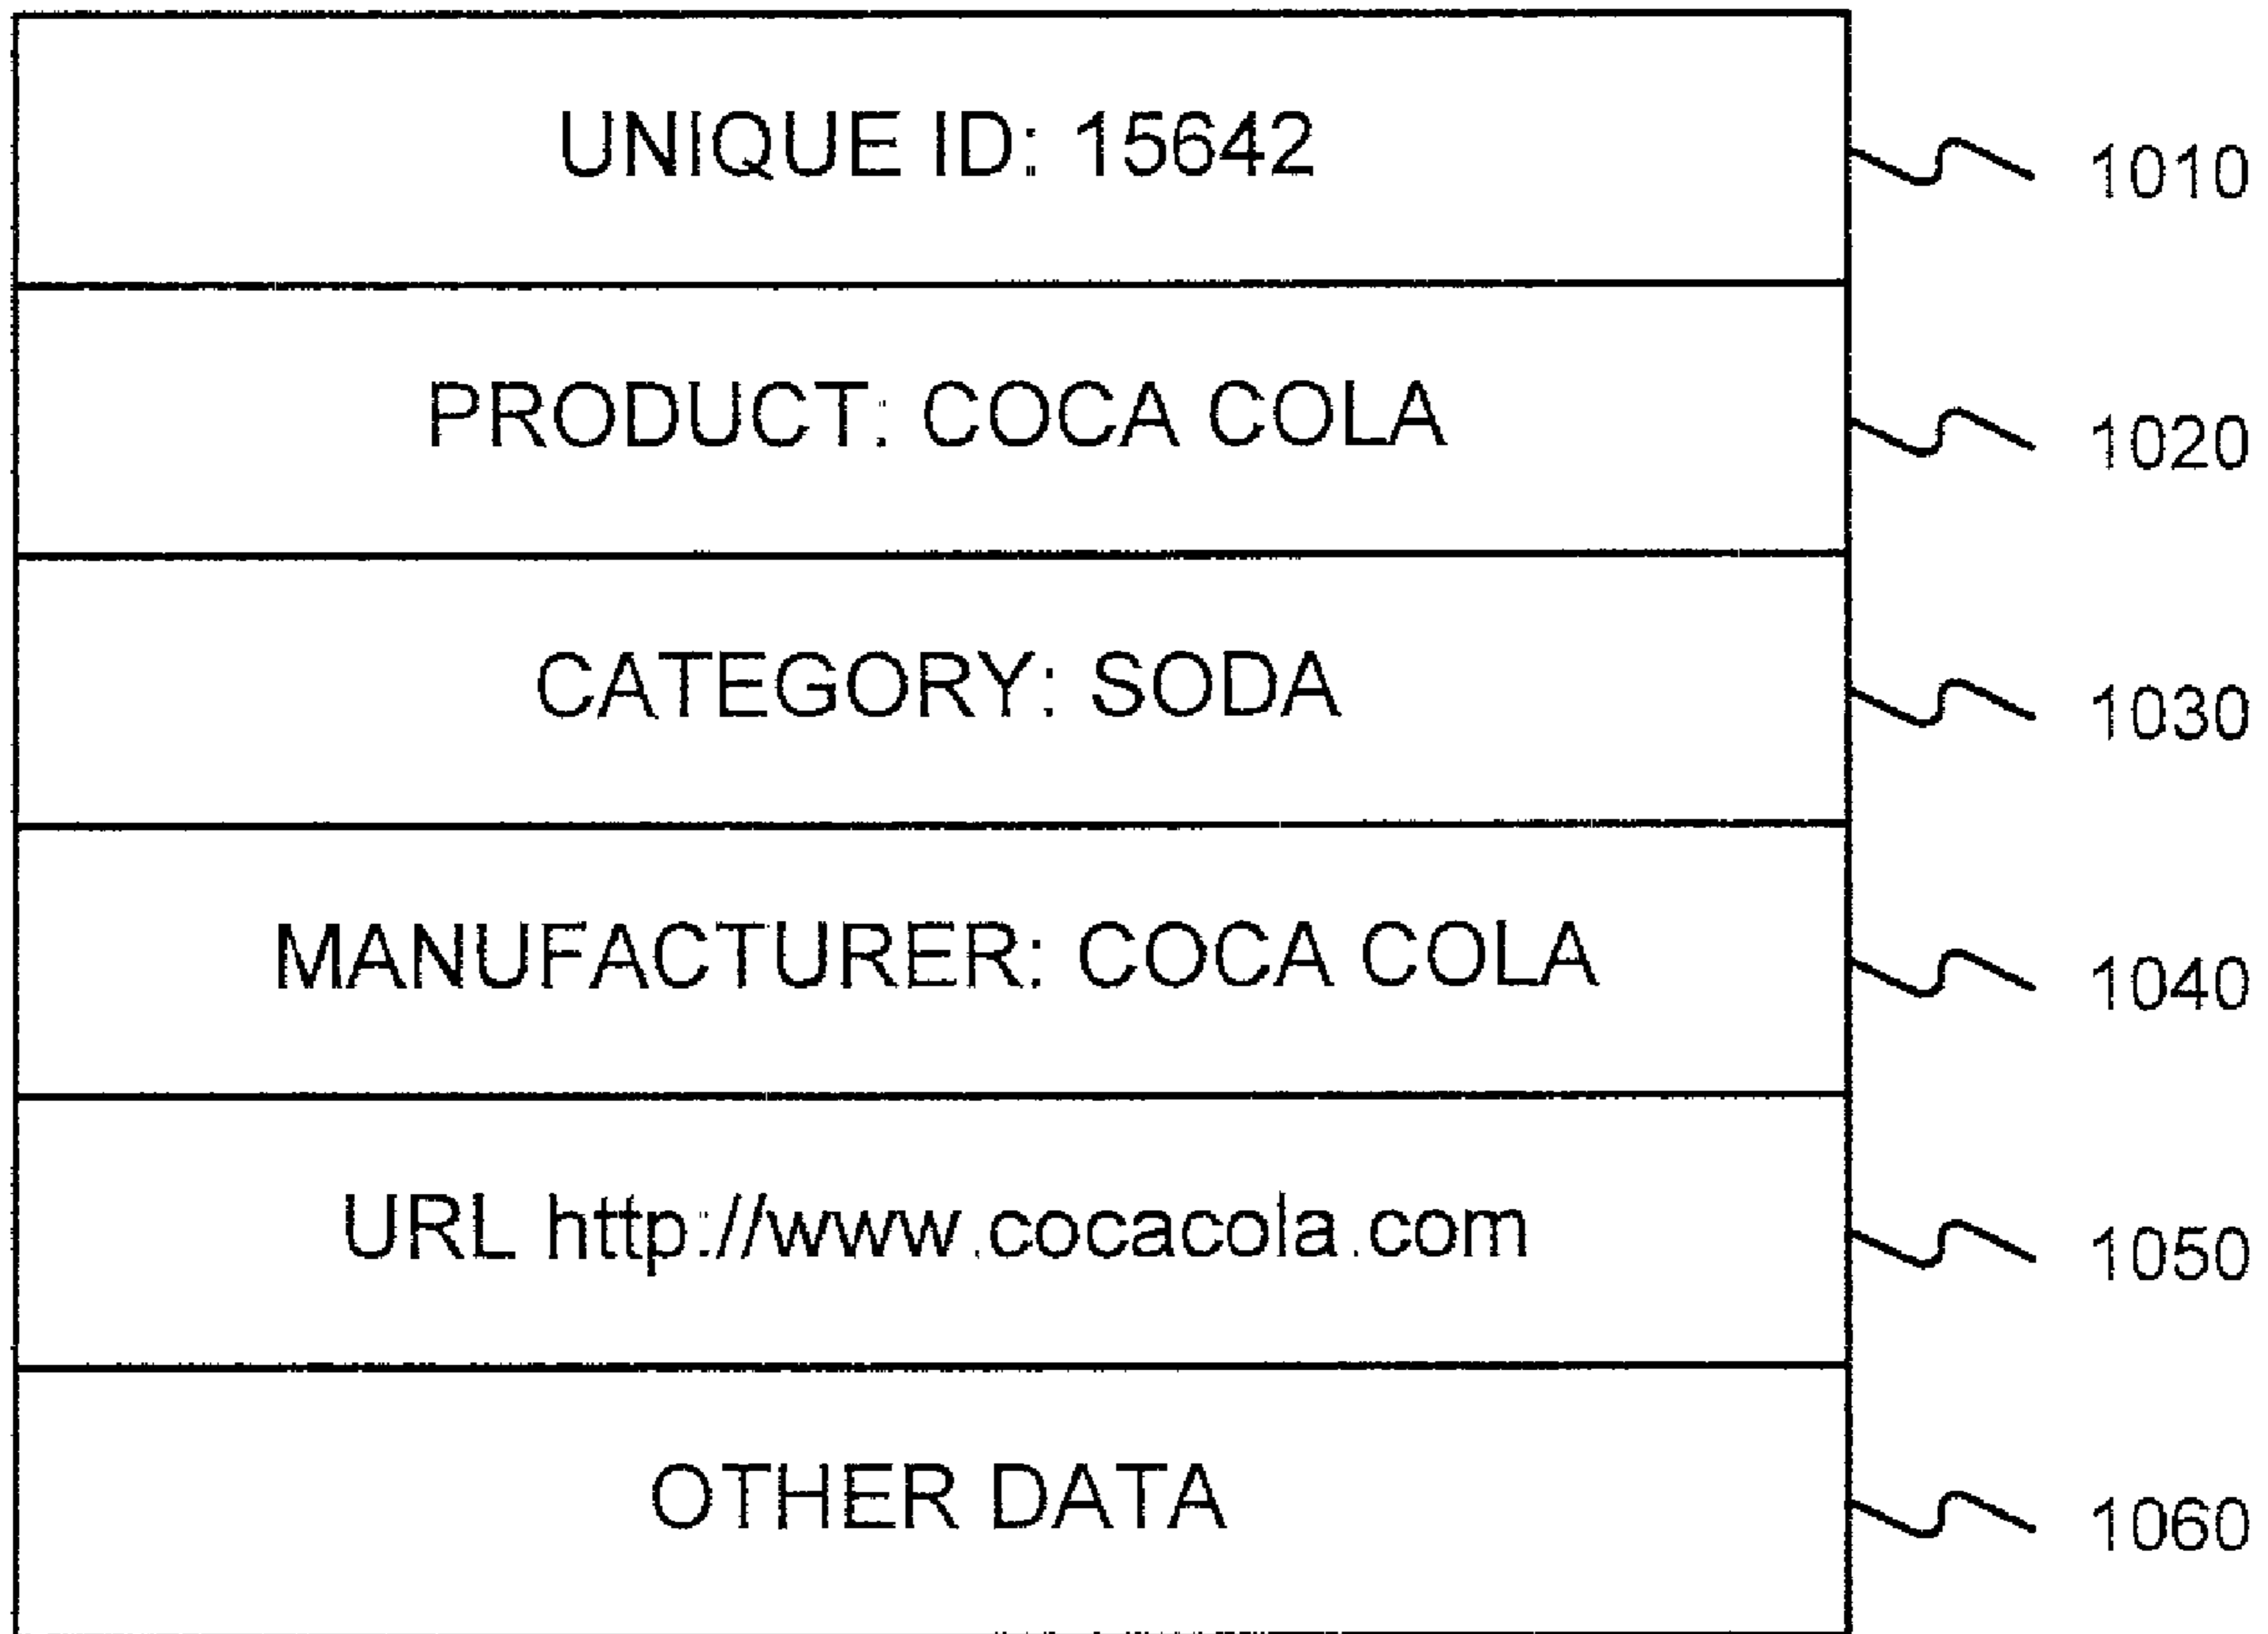 UNIQUE ID: 15642 1010
PRODUCT: COCA COLA 1020
CATEGORY: SODA 1030
MANUFACTURER: COCA COLA 1040
URL http://www.cocacola.com 1050
OTHER DATA 1060